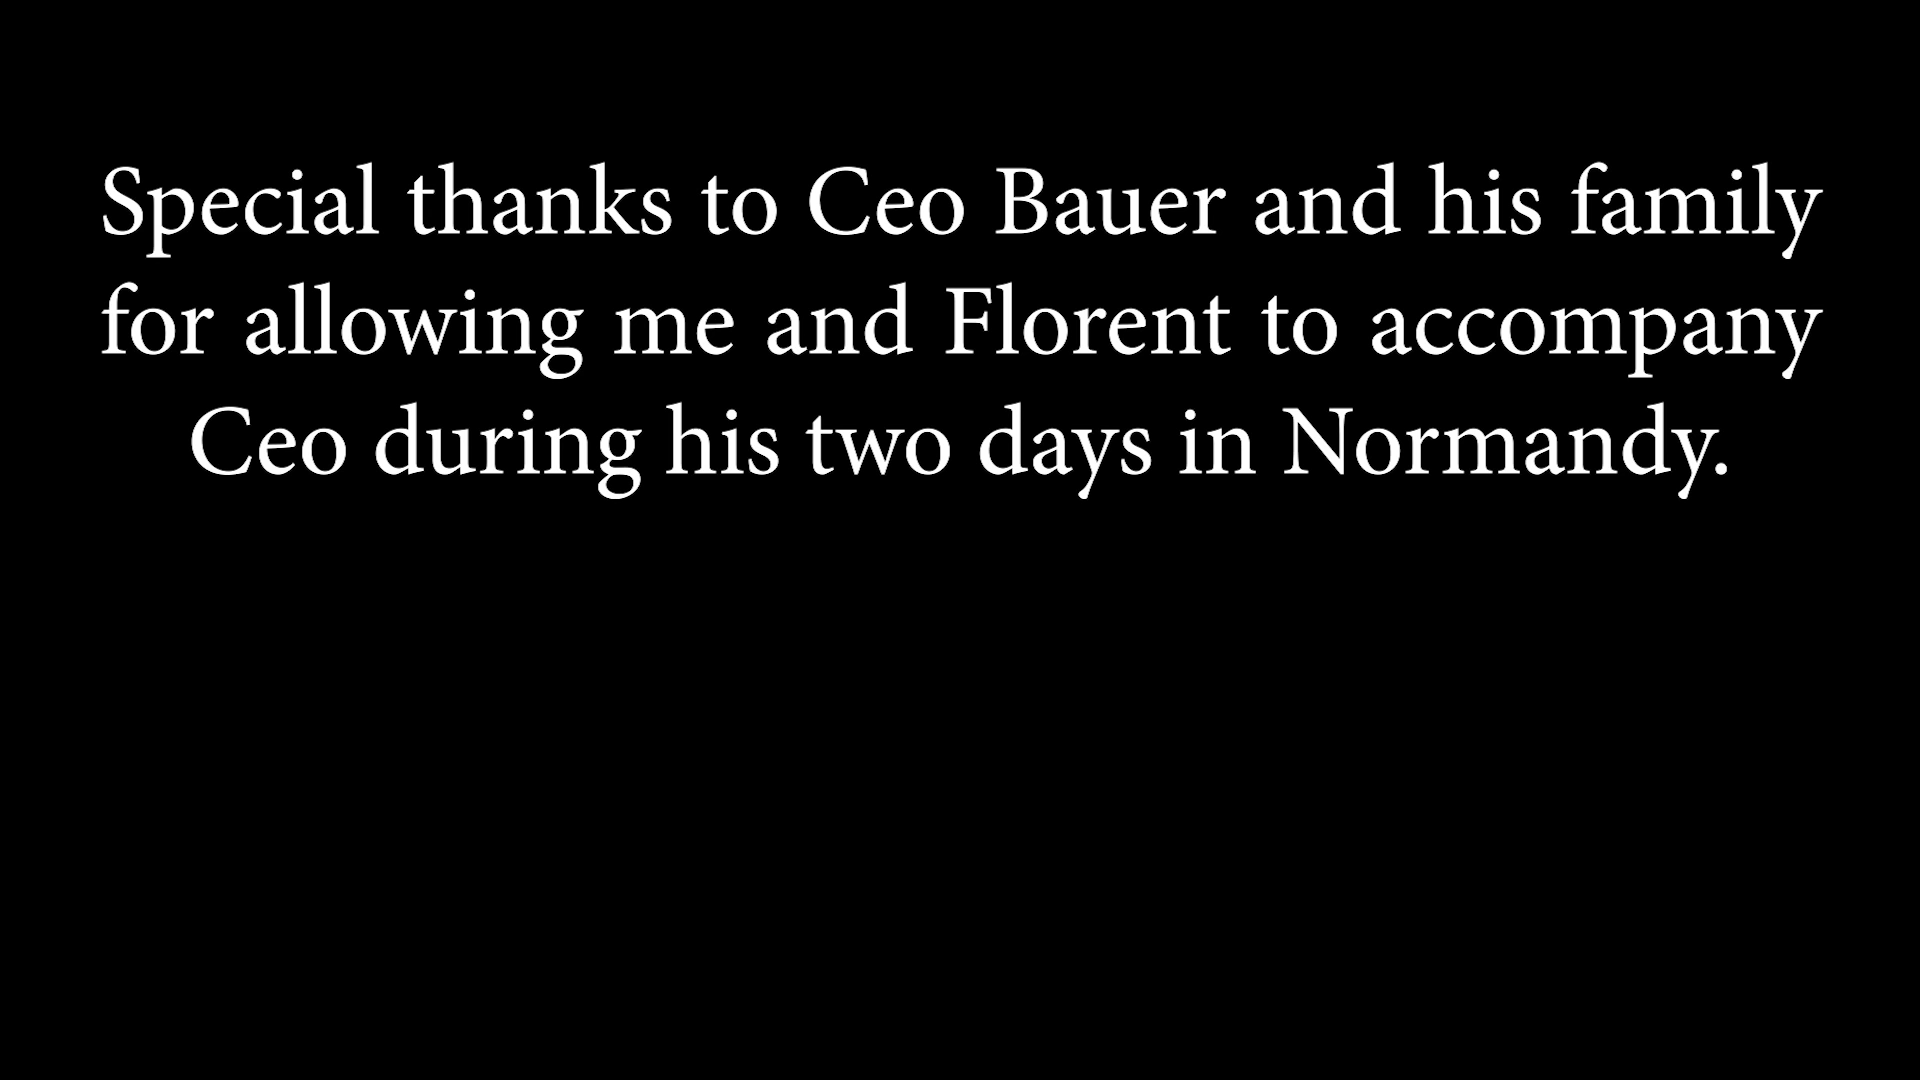 Special thanks to Ceo Bauer and his family
for allowing me and Florent to accompany
Ceo during his two days in Normandy.